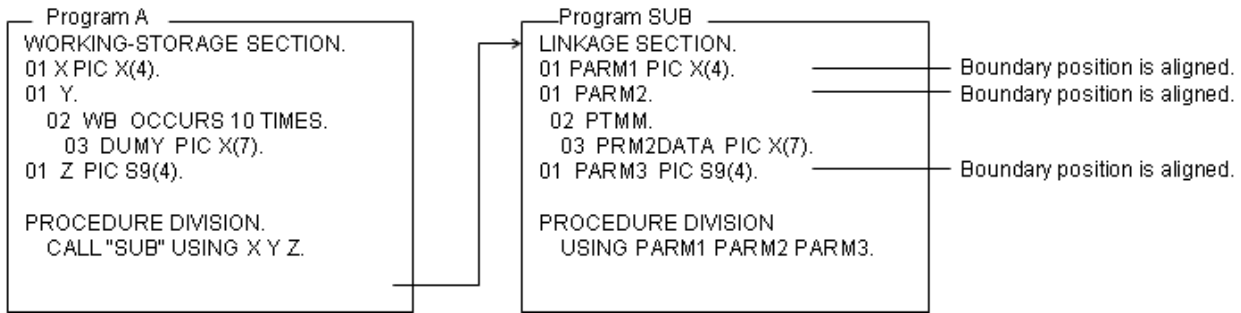 Program A
WORKING-STORAGE SECTION.
01 X PIC X(4).
01 Y.
02 WB OCCURS 10 TIMES.
03 DUMY PIC X(7).
01 Z PIC S9(4).
PROCEDURE DIVISION.
CALL "SUB" USING X Y Z.
Program SUB
LINKAGE SECTION.
01 PARM1 PIC X(4).
01 PARM2.
02 PTMM.
03 PRM2DATA PIC X(7).
01 PARM3 PIC S9(4).
PROCEDURE DIVISION
USING PARM1 PARM2 PARM3.
Boundary position is aligned.
Boundary position is aligned.
Boundary position is aligned.